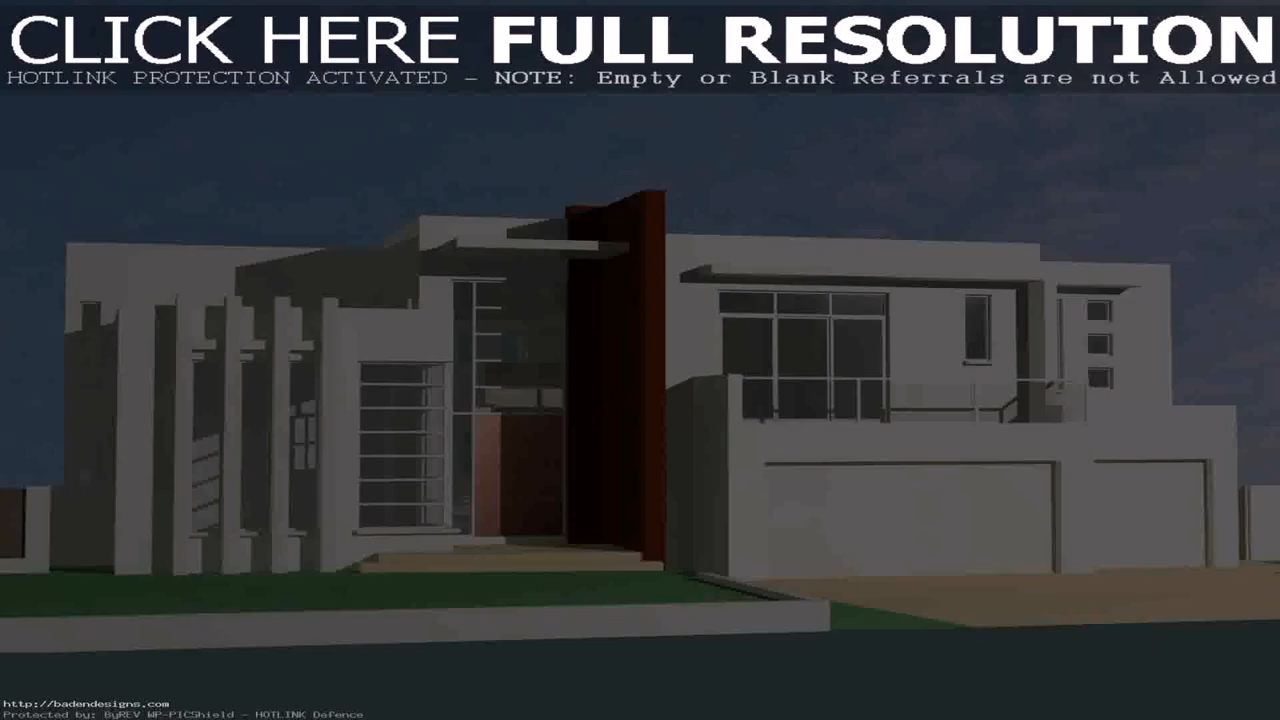 CLICK HERE FULL RESOLUTION
HOTLINK PROTECTION ACTIVATED – NOTE: Empty or Blank Referrals are not Allowed
http://badendesigns.com
Protected by: ByREV WP-PICShield – HOTLINK Defence